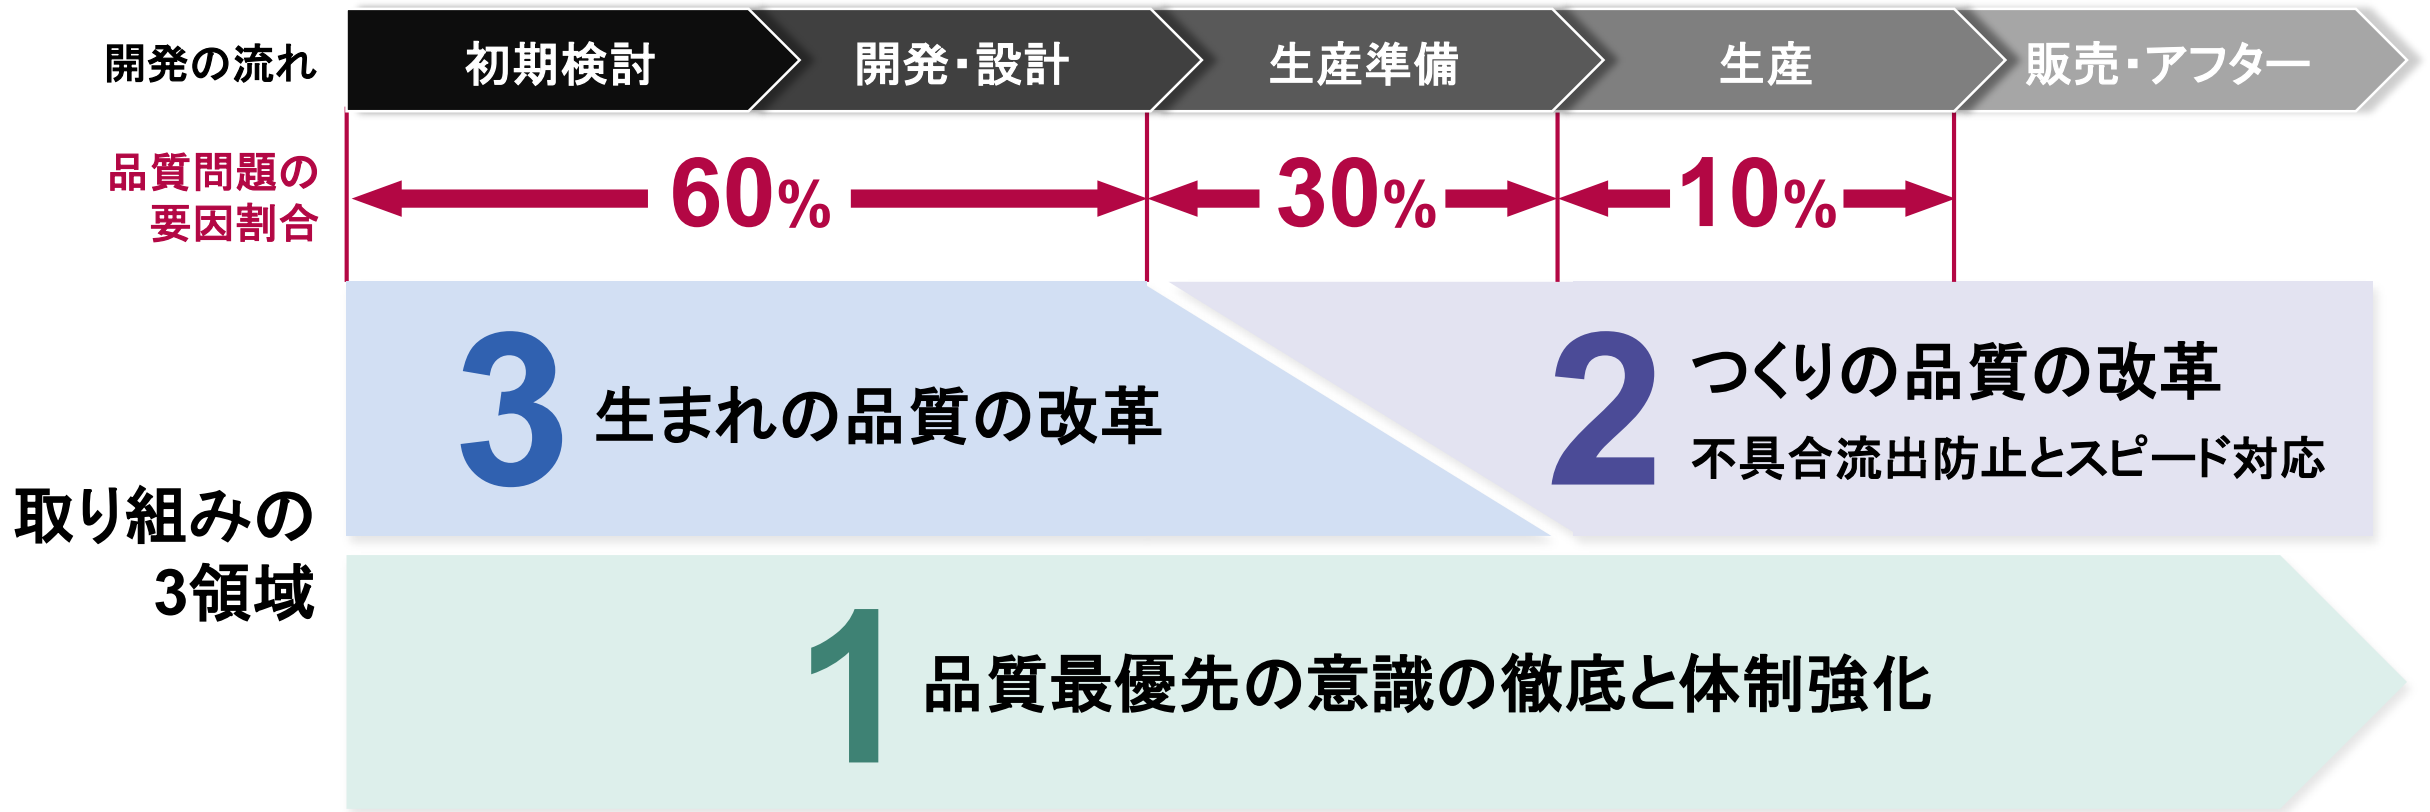 開発の流れ
初期検討
開発・設計
生産準備
生産
販売・アフター
品質問題の
要因割合
60%
30%
10%
取り組みの
3領域
3 生まれの品質の改革
2 つくりの品質の改革
不具合流出防止とスピード対応
1 品質最優先の意識の徹底と体制強化